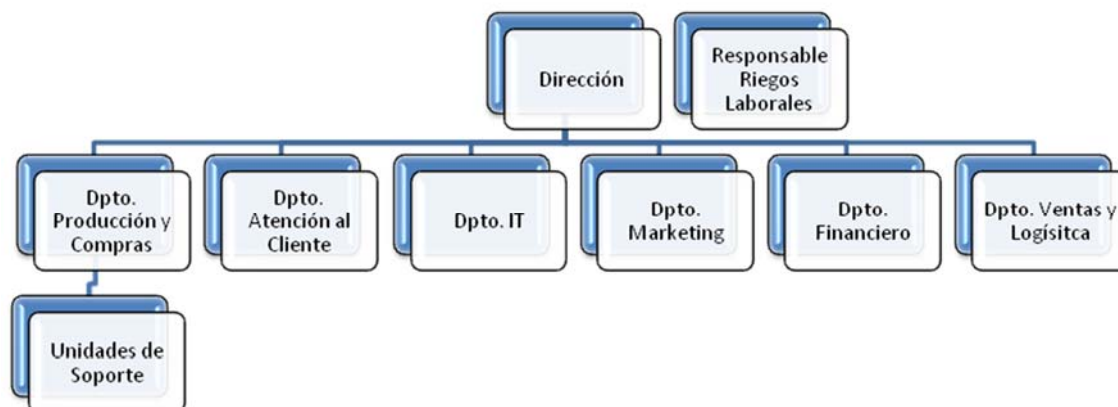 Dirección
Responsable
Riegos
Laborales
Dpto.
Producción y
Compras
Dpto.
Atención al
Cliente
Dpto. IT
Dpto.
Marketing
Dpto.
Financiero
Dpto. Ventas y
Logísitca
Unidades de
Soporte